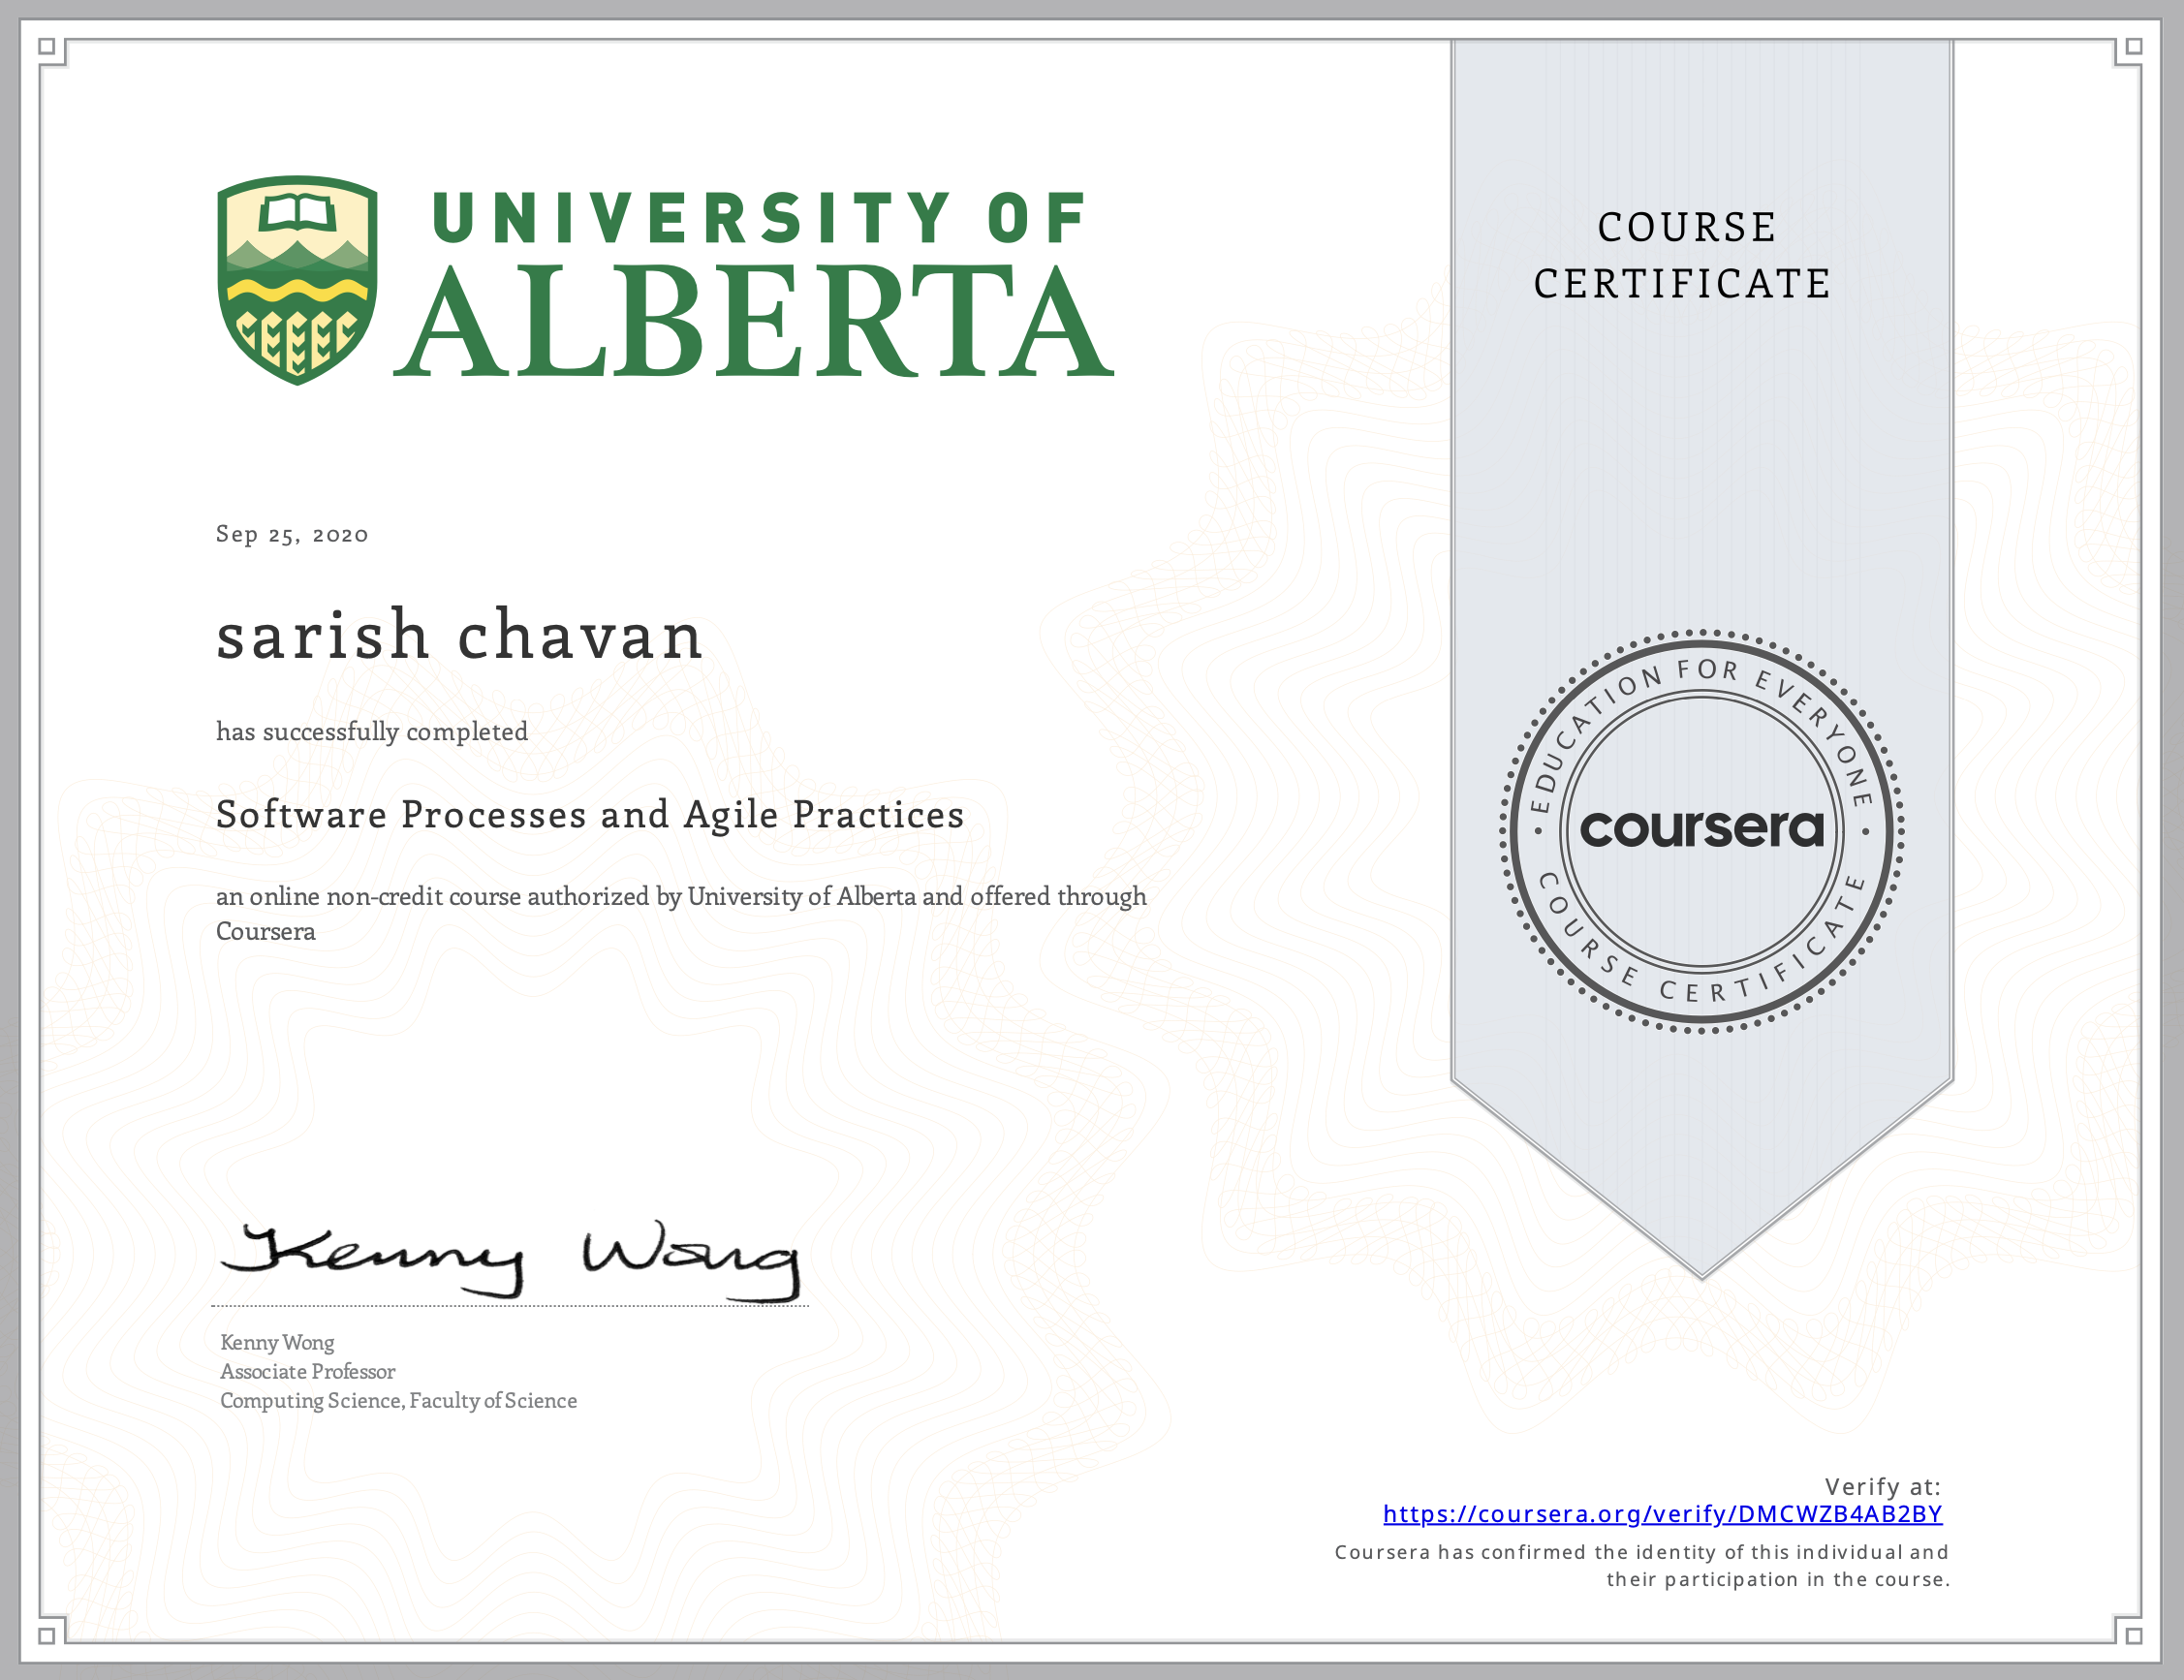 UNIVERSITY OF
ALBERTA
COURSE
CERTIFICATE
Sep 25, 2020
sarish chavan
has successfully completed
Software Processes and Agile Practices
an online non-credit course authorized by University of Alberta and offered through
Coursera
EDUCATION FOR EVERYONE
coursera
COURSE CERTIFICATE
Kenny Wong
Kenny Wong
Associate Professor
Computing Science, Faculty of Science
Verify at:
https://coursera.org/verify/DMCWZB4AB2BY
Coursera has confirmed the identity of this individual and
their participation in the course.